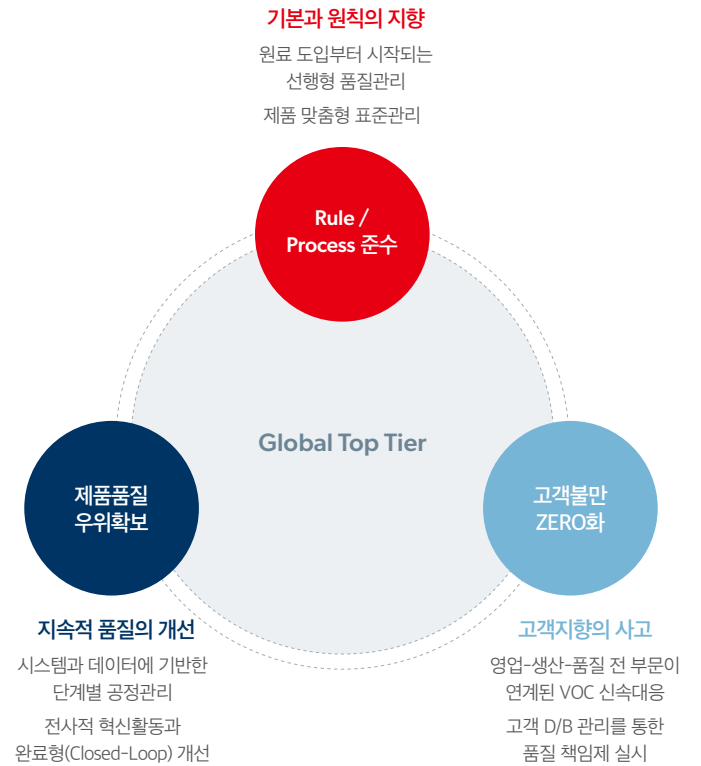 기본과 원칙의 지향
원료 도입부터 시작되는
선행형 품질관리
제품 맞춤형 표준관리
Rule /
Process 준수
Global Top Tier
제품품질
우위확보
지속적 품질의 개선
시스템과 데이터에 기반한
단계별 공정관리
전사적 혁신활동과
완료형(Closed-Loop) 개선
고객불만
ZERO화
고객지향의 사고
영업-생산-품질 전 부문이
연계된 VOC 신속대응
고객 D/B 관리를 통한
품질 책임제 실시